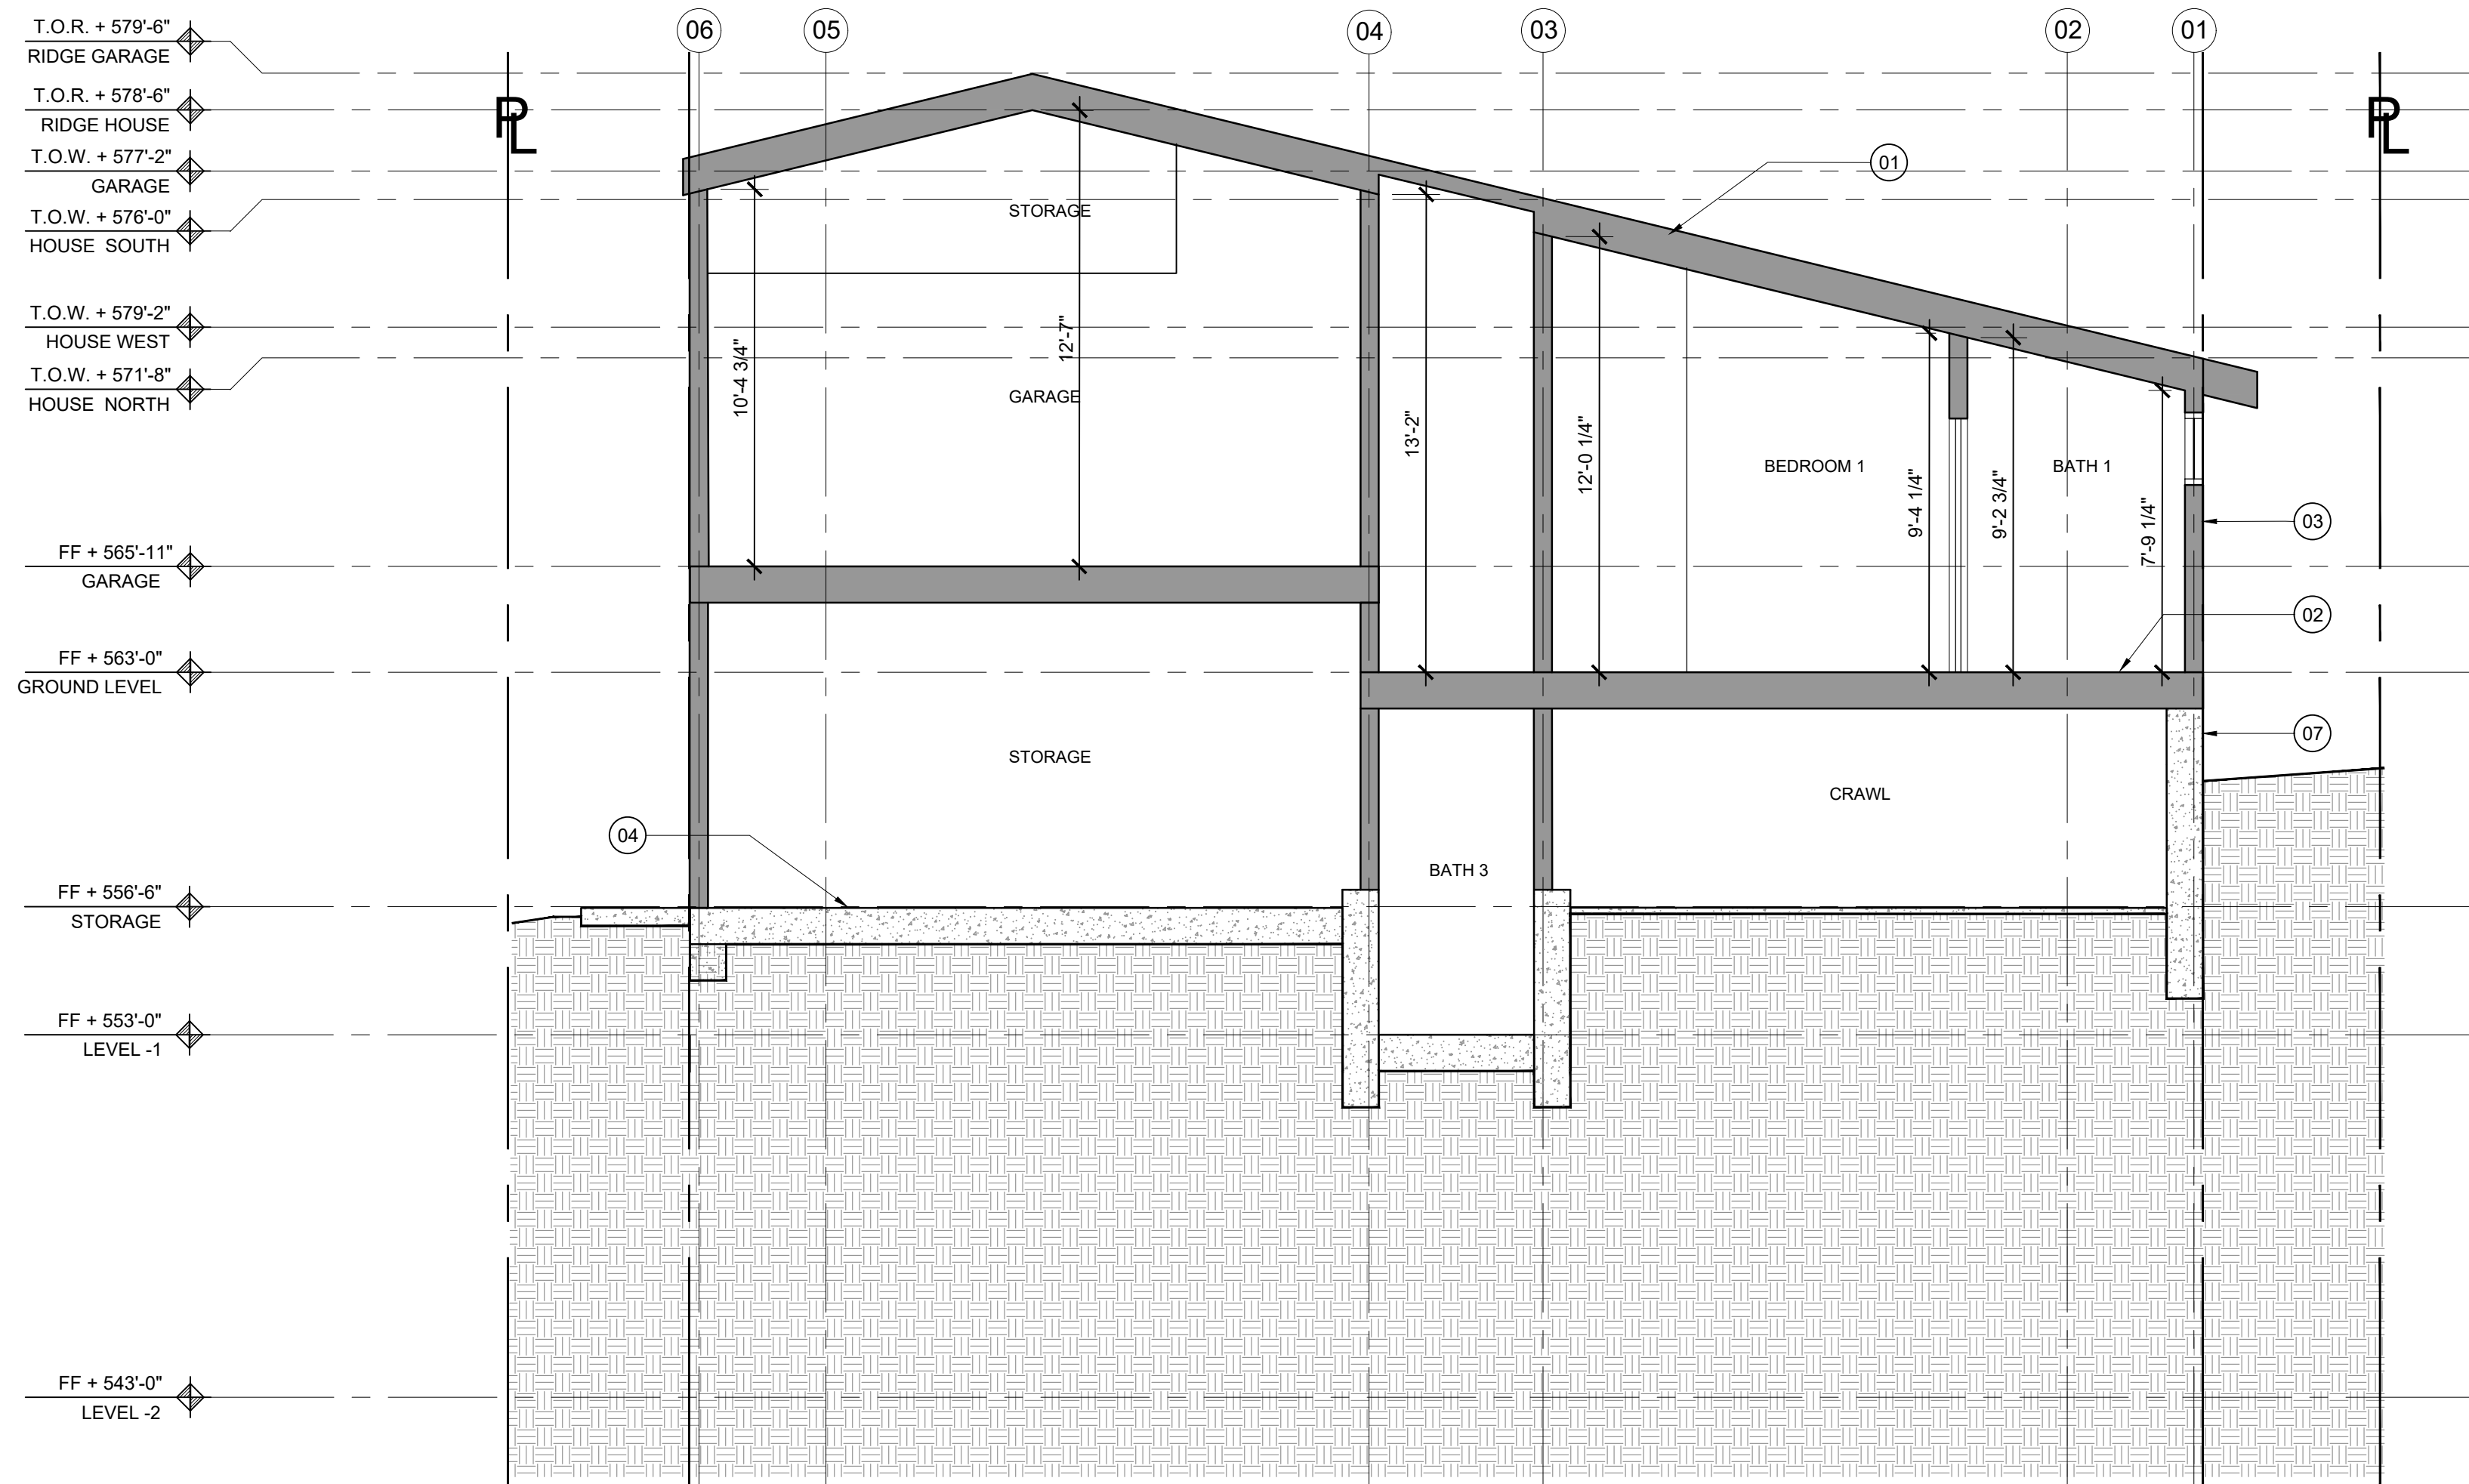 06
05
04
03
02
01
T.O.R. + 579'-6"
RIDGE GARAGE
T.O.R. + 578'-6"
RIDGE HOUSE
T.O.W. + 577'-2"
GARAGE
T.O.W. + 576'-0"
HOUSE SOUTH
T.O.W. + 579'-2"
HOUSE WEST
T.O.W. + 571'-8"
HOUSE NORTH
FF + 565'-11"
GARAGE
FF + 563'-0"
GROUND LEVEL
FF + 556'-6"
STORAGE
FF + 553'-0"
LEVEL -1
FF + 543'-0"
LEVEL -2
PL
PL
01
STORAGE
10'-4 3/4"
12'-7"
GARAGE
13'-2"
12'-0 1/4"
BEDROOM 1
9'-4 1/4"
9'-2 3/4"
BATH 1
7'-9 1/4"
03
02
07
STORAGE
CRAWL
04
BATH 3